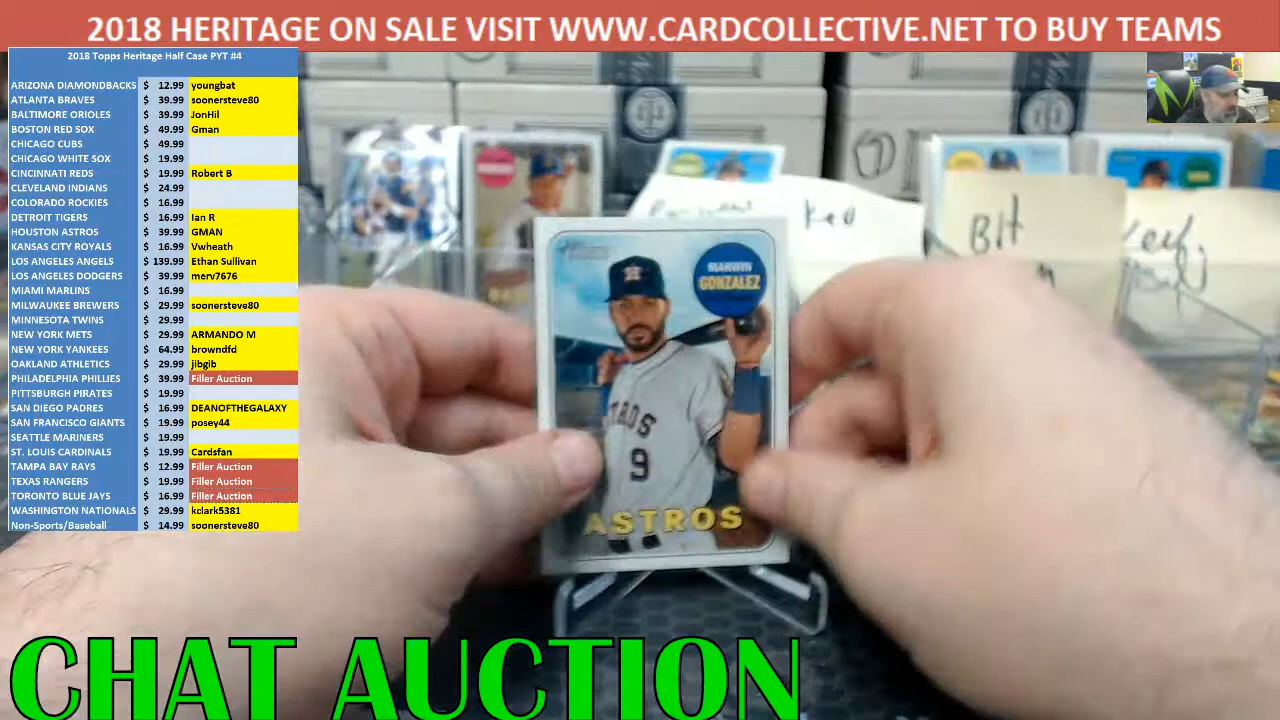 2018 HERITAGE ON SALE VISIT WWW.CARDCOLLECTIVE.NET TO BUY TEAMS
2018 Topps Heritage Half Case PYT #4
ARIZONA DIAMONDBACKS $ 12.99 youngbat
ATLANTA BRAVES $ 39.99 soonersteve80
BALTIMORE ORIOLES $ 39.99 JonHil
BOSTON RED SOX $ 49.99 Gman
CHICAGO CUBS $ 49.99
CHICAGO WHITE SOX $ 19.99
CINCINNATI REDS $ 19.99 Robert B
CLEVELAND INDIANS $ 24.99
COLORADO ROCKIES $ 16.99
DETROIT TIGERS $ 16.99 Ian R
HOUSTON ASTROS $ 39.99 GMAN
KANSAS CITY ROYALS $ 16.99 Vwheath
LOS ANGELES ANGELS $ 139.99 Ethan Sullivan
LOS ANGELES DODGERS $ 39.99 merv7676
MIAMI MARLINS $ 16.99
MILWAUKEE BREWERS $ 29.99 soonersteve80
MINNESOTA TWINS $ 29.99
NEW YORK METS $ 29.99 ARMANDO M
NEW YORK YANKEES $ 64.99 browndfd
OAKLAND ATHLETICS $ 29.99 jibgib
PHILADELPHIA PHILLIES $ 39.99 Filler Auction
PITTSBURGH PIRATES $ 19.99
SAN DIEGO PADRES $ 16.99 DEANOFTHEGALAXY
SAN FRANCISCO GIANTS $ 19.99 posey44
SEATTLE MARINERS $ 19.99
ST. LOUIS CARDINALS $ 19.99 Cardsfan
TAMPA BAY RAYS $ 12.99 Filler Auction
TEXAS RANGERS $ 19.99 Filler Auction
TORONTO BLUE JAYS $ 16.99 Filler Auction
WASHINGTON NATIONALS $ 29.99 kclark5381
Non-Sports/Baseball $ 14.99 soonersteve80
7
MARWIN
GONZALEZ
ASTROS
9
ASTROS
CHAT AUCTION